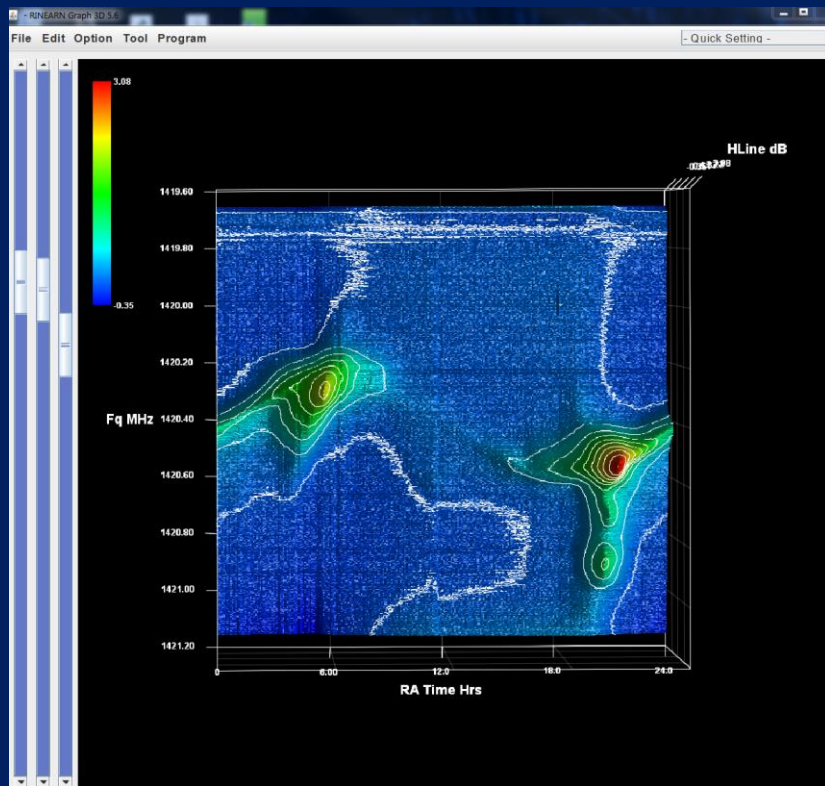 - RINEARN Graph 3D 5.6
File Edit Option Tool Program
- Quick Setting -
3.08
-0.35
HLine dB
1419.60
1419.80
1420.00
1420.20
1420.40
Fq MHz
1420.60
1420.80
1421.00
1421.20
0 6.00 12.0 18.0 24.0
RA Time Hrs